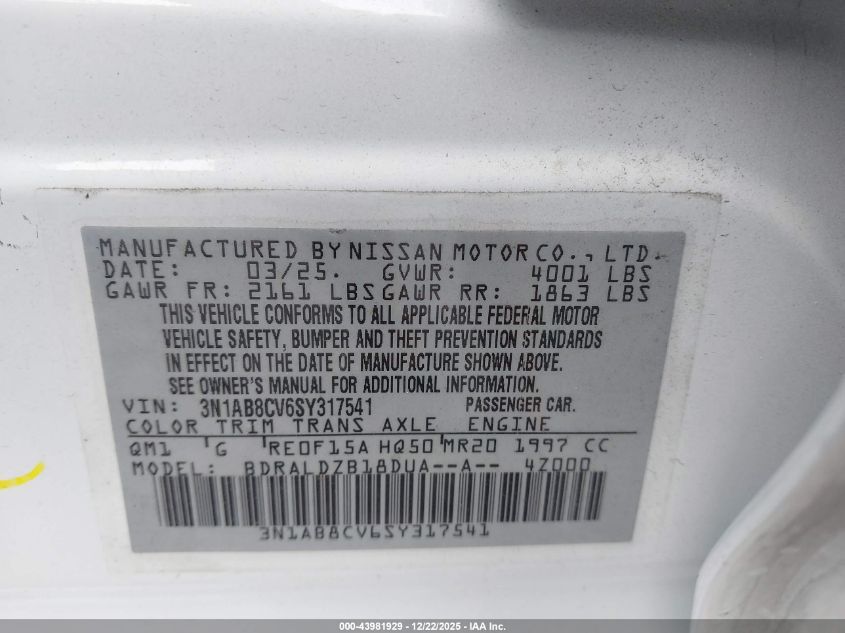 MANUFACTURED BY NISSAN MOTOR CO., LTD.
DATE: 03/25. GVWR: 4001 LBS
GAWR FR: 2161 LBS GAWR RR: 1863 LBS
THIS VEHICLE CONFORMS TO ALL APPLICABLE FEDERAL MOTOR
VEHICLE SAFETY, BUMPER AND THEFT PREVENTION STANDARDS
IN EFFECT ON THE DATE OF MANUFACTURE SHOWN ABOVE.
SEE OWNER'S MANUAL FOR ADDITIONAL INFORMATION.
VIN: 3N1AB8CV6SY317541 PASSENGER CAR.
COLOR TRIM TRANS AXLE ENGINE
QM1 G RE0F15A HQ50 MR20 1997 CC
MODEL: BDRALDZB18DUA--A-- 4Z000
3N1AB8CV6SY317541
000-43981929 - 12/22/2025 - IAA Inc.